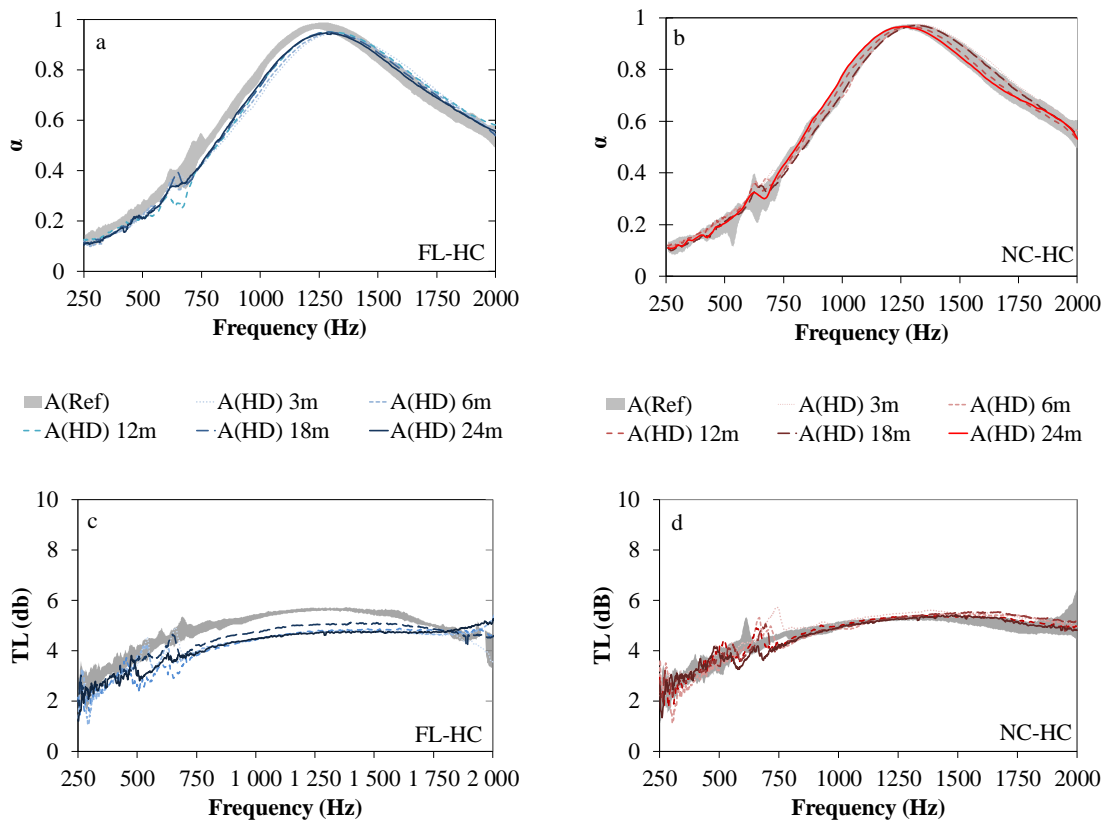 a
1
0.8
0.6
0.4
0.2
0
α
250 500 750 1000 1250 1500 1750 2000
FL-HC
Frequency (Hz)
b
1
0.8
0.6
0.4
0.2
0
α
250 500 750 1000 1250 1500 1750 2000
NC-HC
Frequency (Hz)
A(Ref) A(HD) 3m A(HD) 6m
A(HD) 12m A(HD) 18m A(HD) 24m
A(Ref) A(HD) 3m A(HD) 6m
A(HD) 12m A(HD) 18m A(HD) 24m
c
10
8
6
4
2
0
TL (db)
250 500 750 1 000 1 250 1 500 1 750 2 000
FL-HC
Frequency (Hz)
d
10
8
6
4
2
0
TL (dB)
250 500 750 1000 1250 1500 1750 2000
NC-HC
Frequency (Hz)